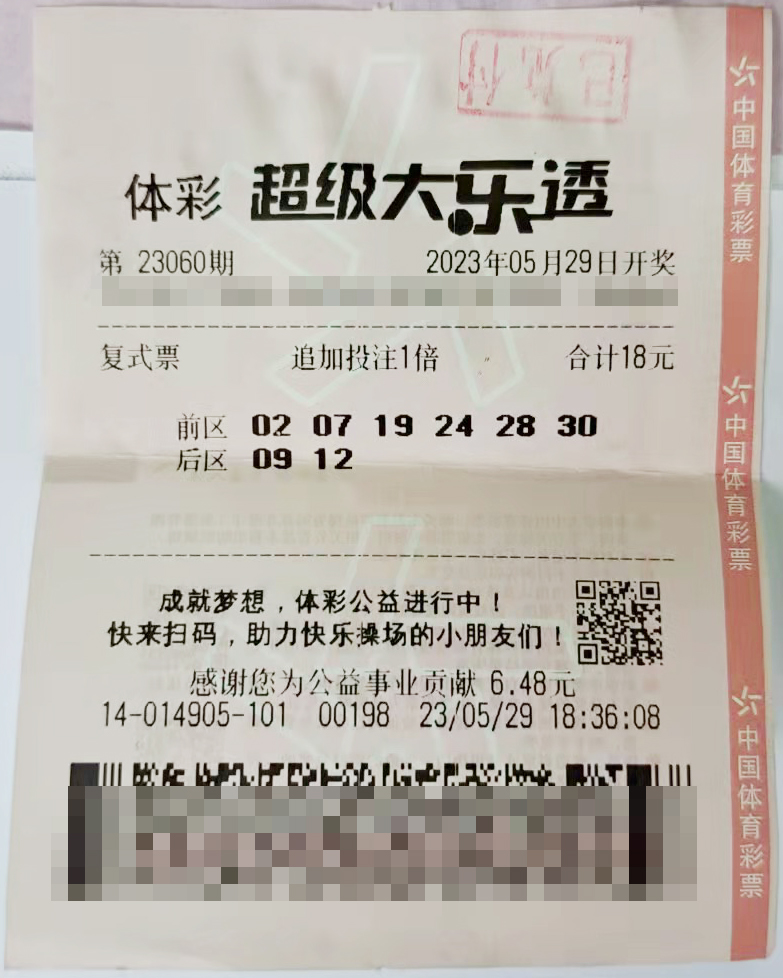 已兑付
体彩 超级大乐透
第 23060期 2023年05月29日开奖
复式票 追加投注1倍 合计18元
前区 02 07 19 24 28 30
后区 09 12
成就梦想，体彩公益进行中！
快来扫码，助力快乐操场的小朋友们！
感谢您为公益事业贡献 6.48元
14-014905-101 00198 23/05/29 18:36:08
中国体育彩票
中国体育彩票
中国体育彩票